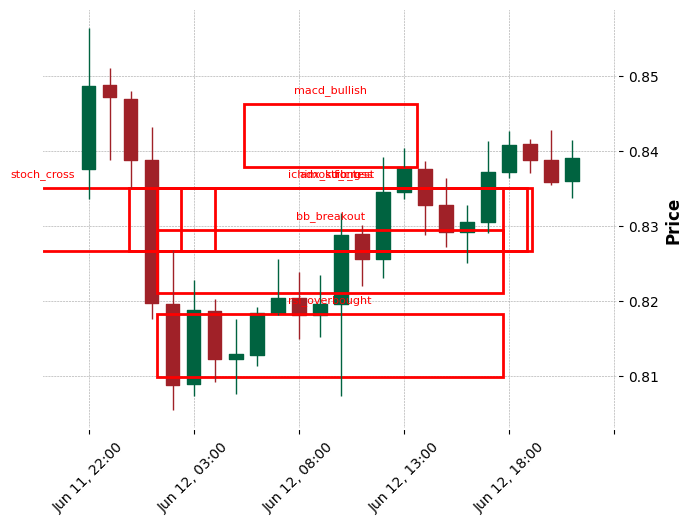 0.85
macd_bullish
0.84
stoch_cross
0.83
bb_breakout
Price
0.82
0.81
Jun 11, 22:00
Jun 12, 03:00
Jun 12, 08:00
Jun 12, 13:00
Jun 12, 18:00